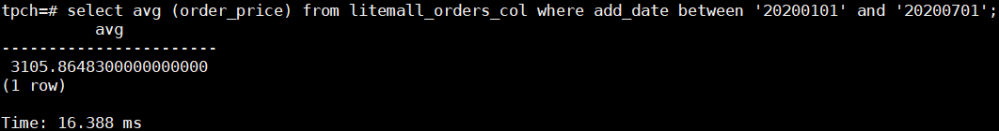 tpch=# select avg (order_price) from litemall_orders_col where add_date between '20200101' and '20200701';
avg
-----------------------
3105.8648300000000000
(1 row)
Time: 16.388 ms